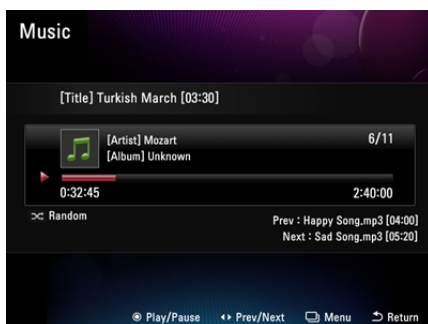 Music
[Title] Turkish March [03:30]
[Artist] Mozart
6/11
[Album] Unknown
0:32:45
2:40:00
Random
Prev : Happy Song.mp3 [04:00]
Next : Sad Song.mp3 [05:20]
Play/Pause
Prev/Next
Menu
Return